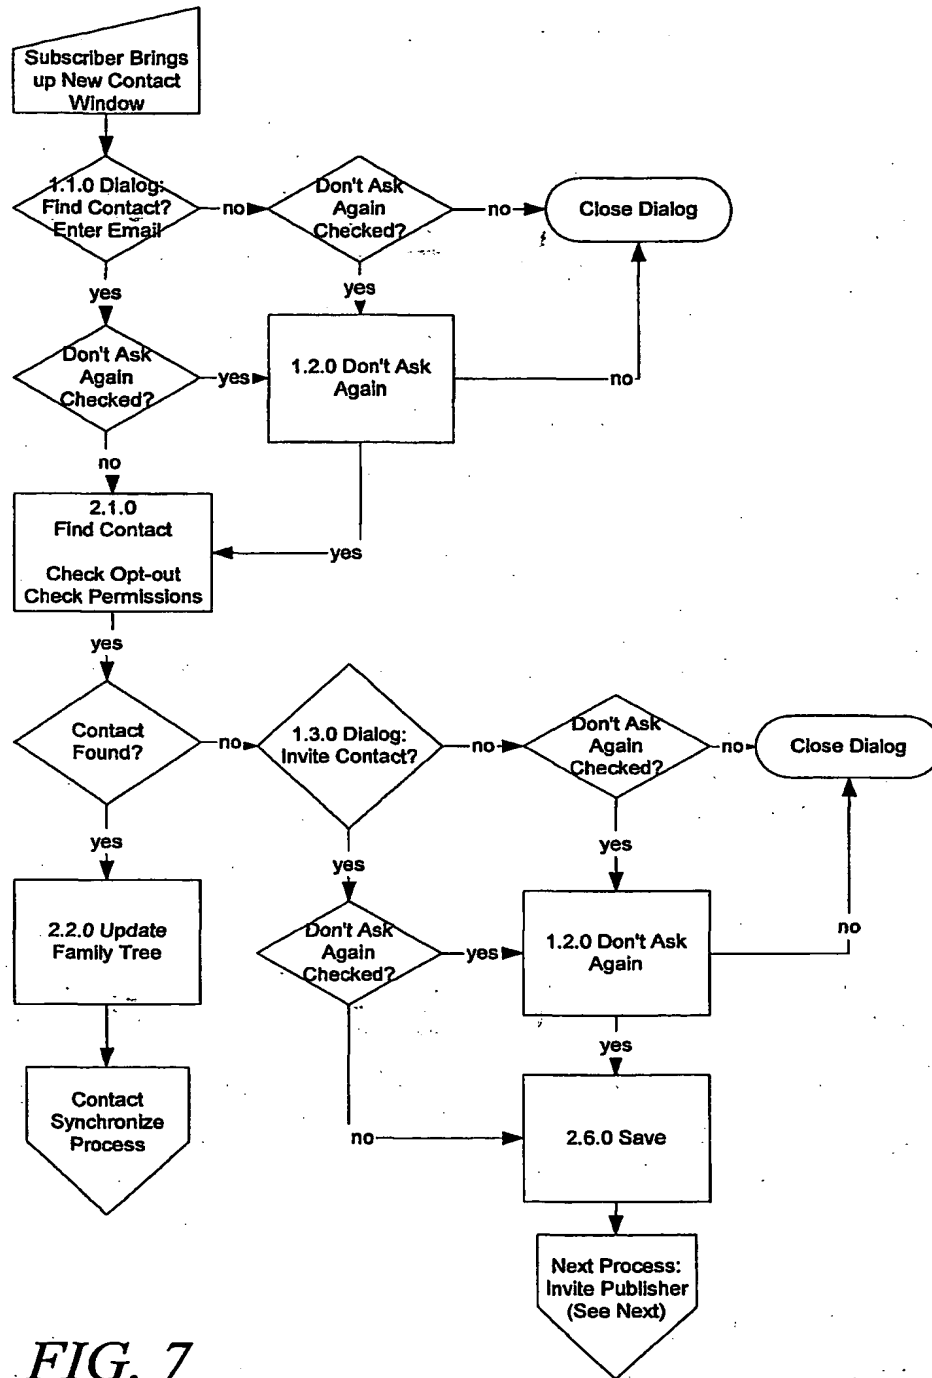 Subscriber Brings
up New Contact
Window
1.1.0 Dialog:
Find Contact?
Enter Email
no
Don't Ask
Again
Checked?
no
Close Dialog
yes
yes
Don't Ask
Again
Checked?
yes
1.2.0 Don't Ask
Again
no
no
2.1.0
Find Contact
Check Opt-out
Check Permissions
yes
yes
Contact
Found?
no
1.3.0 Dialog:
Invite Contact?
no
Don't Ask
Again
Checked?
no
Close Dialog
yes
yes
yes
2.2.0 Update
Family Tree
Don't Ask
Again
Checked?
yes
1.2.0 Don't Ask
Again
no
yes
Contact
Synchronize
Process
no
2.6.0 Save
Next Process:
Invite Publisher
(See Next)
FIG. 7